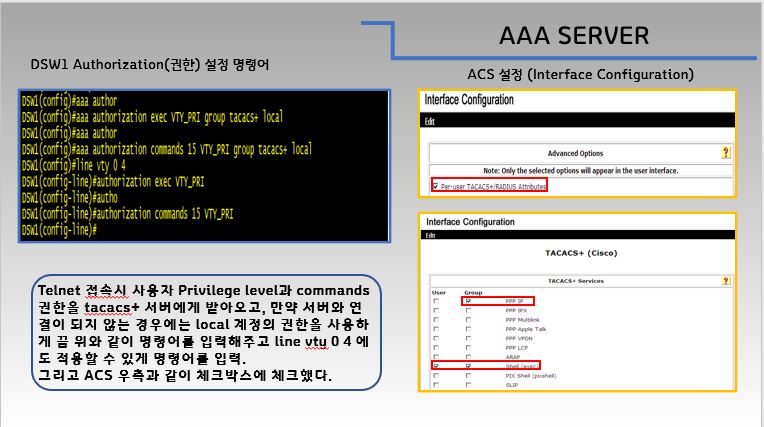 AAA SERVER
DSW1 Authorization(권한) 설정 명령어
DSW1(config)#aaa author
DSW1(config)#aaa authorization exec VTY_PRI group tacacs+ local
DSW1(config)#aaa author
DSW1(config)#aaa authorization commands 15 VTY_PRI group tacacs+ local
DSW1(config)#line vty 0 4
DSW1(config-line)#authorization exec VTY_PRI
DSW1(config-line)#autho
DSW1(config-line)#authorization commands 15 VTY_PRI
DSW1(config-line)#
Telnet 접속시 사용자 Privilege level과 commands
권한을 tacacs+ 서버에게 받아오고, 만약 서버와 연
결이 되지 않는 경우에는 local 계정의 권한을 사용하
게 끔 위와 같이 명령어를 입력해주고 line vty 0 4 에
도 적용할 수 있게 명령어를 입력.
그리고 ACS 우측과 같이 체크박스에 체크했다.
ACS 설정 (Interface Configuration)
Interface Configuration
Edit
Advanced Options
Note: Only the selected options will appear in the user interface.
Per-user TACACS+/RADIUS Attributes
Interface Configuration
Edit
TACACS+ (Cisco)
TACACS+ Services
User Group
PPP IP
PPP IPX
PPP Multilink
PPP Apple Talk
PPP VPDN
PPP LCP
ARAP
Shell (exec)
PIX Shell (pixshell)
SLIP